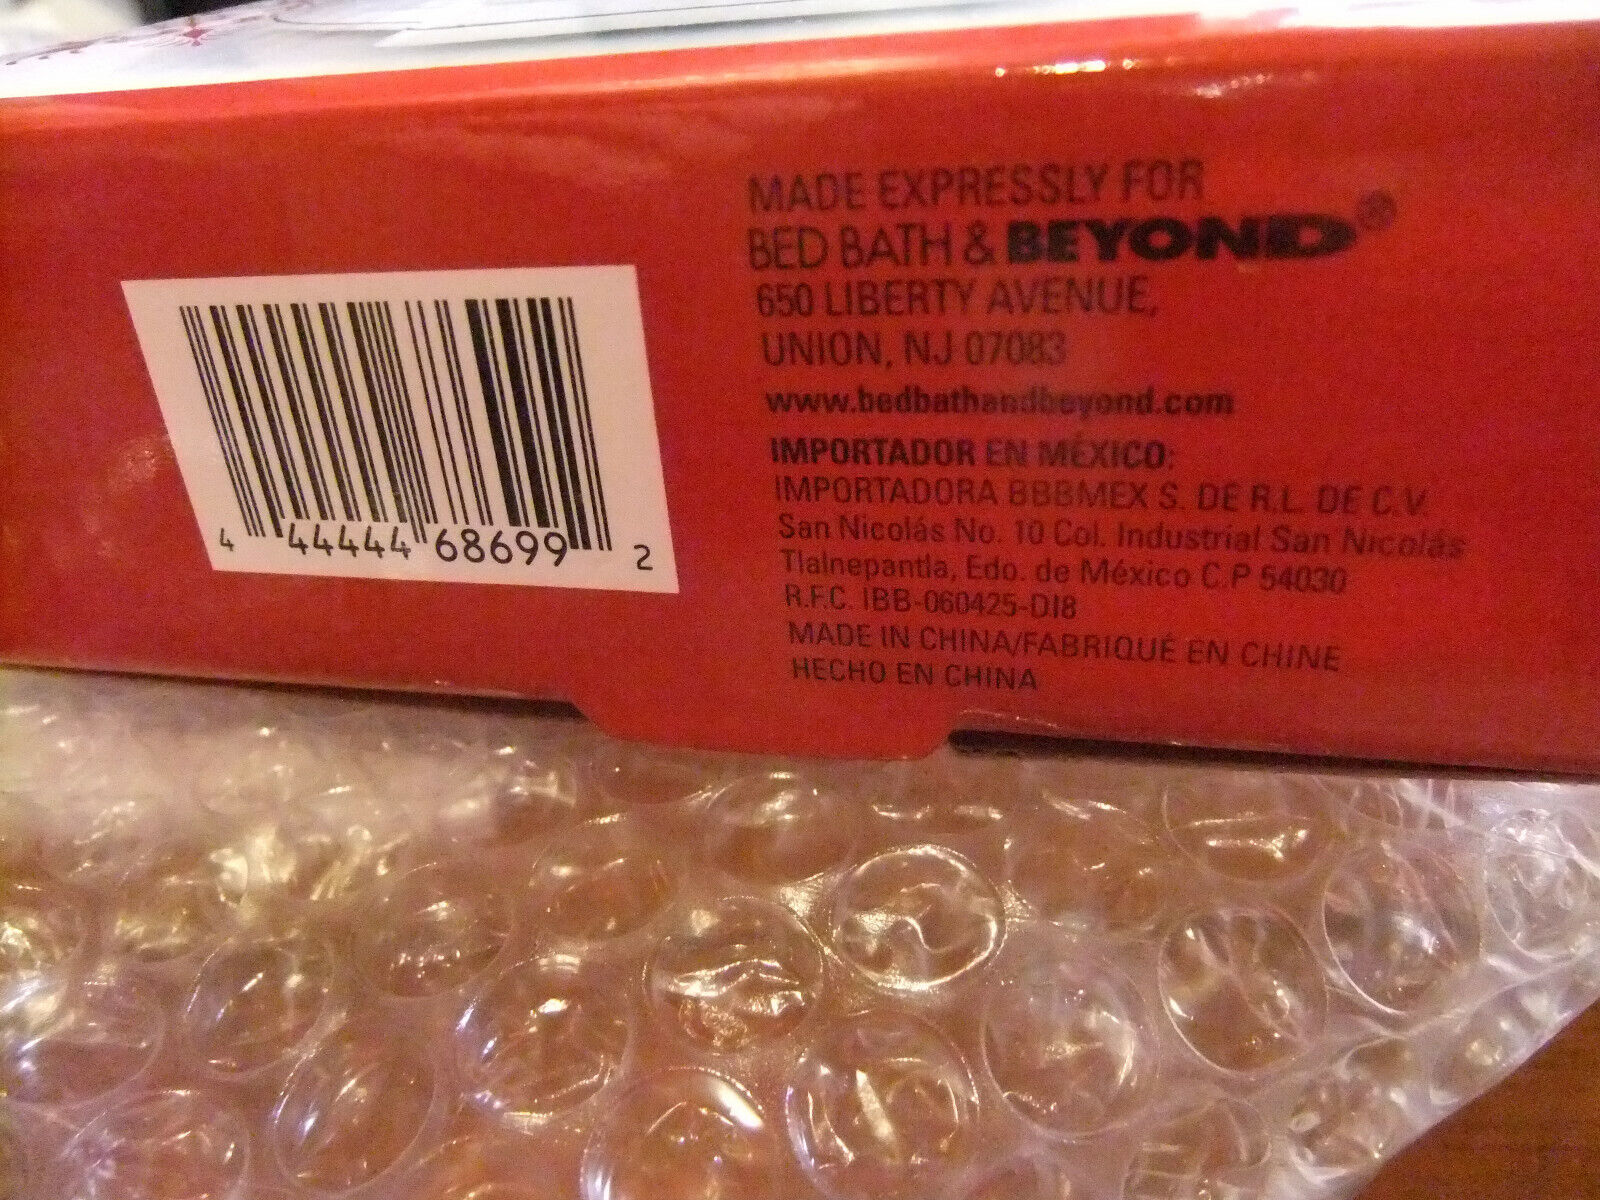 4 44444 68699 2
MADE EXPRESSLY FOR
BED BATH & BEYOND®
650 LIBERTY AVENUE,
UNION, NJ 07083
www.bedbathandbeyond.com
IMPORTADOR EN MÉXICO:
IMPORTADORA BBBMEX S. DE R.L. DE C.V.
San Nicolás No. 10 Col. Industrial San Nicolás
Tlalnepantla, Edo. de México C.P 54030
R.F.C. IBB-060425-DI8
MADE IN CHINA/FABRIQUÉ EN CHINE
HECHO EN CHINA